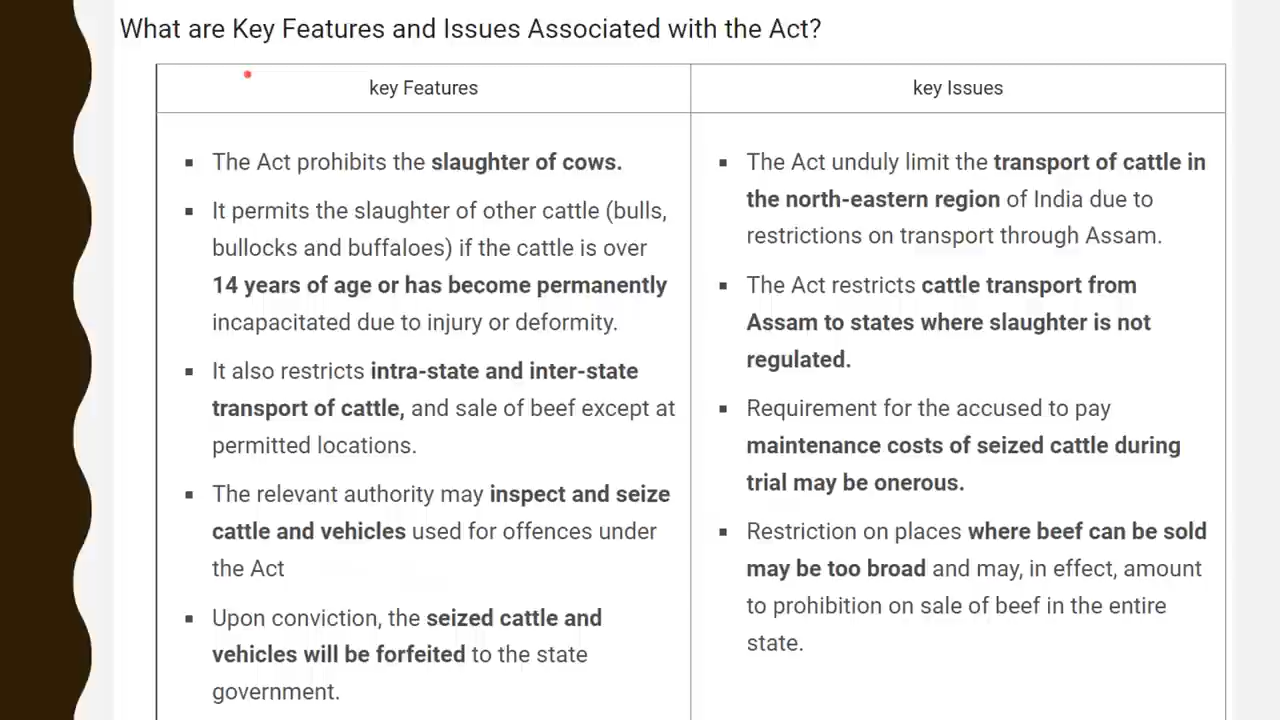 What are Key Features and Issues Associated with the Act?
key Features
key Issues
▪ The Act prohibits the slaughter of cows.
▪ It permits the slaughter of other cattle (bulls,
bullocks and buffaloes) if the cattle is over
14 years of age or has become permanently
incapacitated due to injury or deformity.
▪ It also restricts intra-state and inter-state
transport of cattle, and sale of beef except at
permitted locations.
▪ The relevant authority may inspect and seize
cattle and vehicles used for offences under
the Act
▪ Upon conviction, the seized cattle and
vehicles will be forfeited to the state
government.
▪ The Act unduly limit the transport of cattle in
the north-eastern region of India due to
restrictions on transport through Assam.
▪ The Act restricts cattle transport from
Assam to states where slaughter is not
regulated.
▪ Requirement for the accused to pay
maintenance costs of seized cattle during
trial may be onerous.
▪ Restriction on places where beef can be sold
may be too broad and may, in effect, amount
to prohibition on sale of beef in the entire
state.